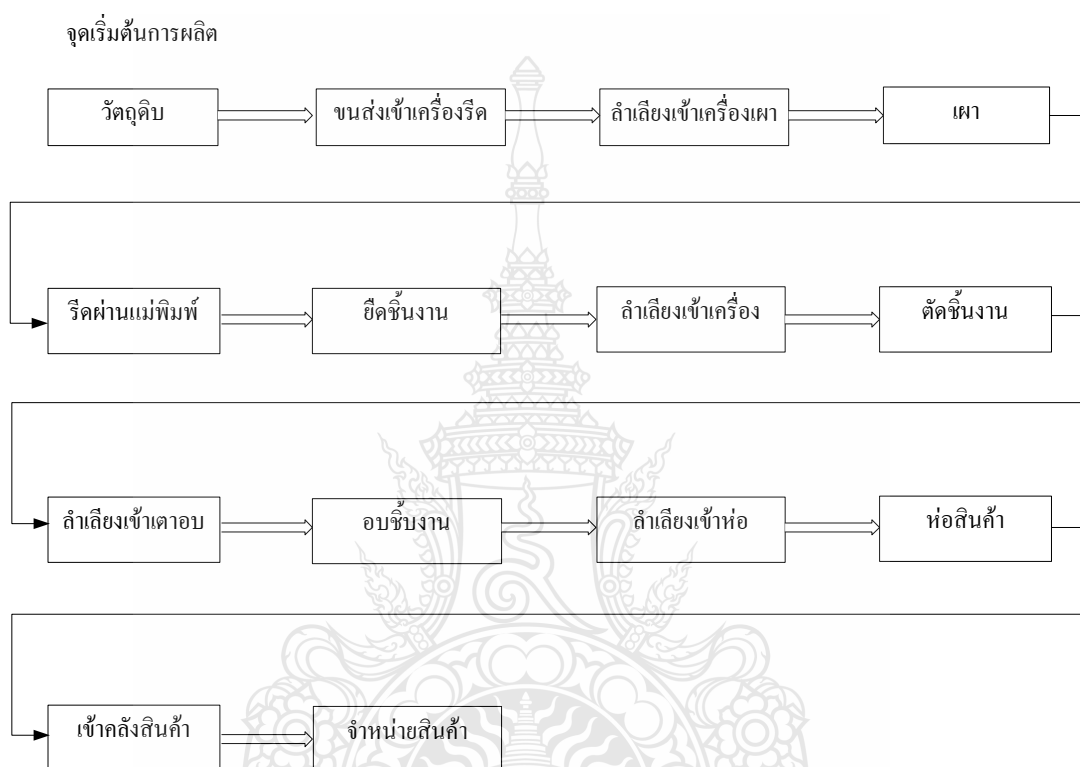 จุดเริ่มต้นการผลิต
วัตถุดิบ
ขนส่งเข้าเครื่องรีด
ลำเลียงเข้าเครื่องเผา
เผา
รีดผ่านแม่พิมพ์
ยืดชิ้นงาน
ลำเลียงเข้าเครื่อง
ตัดชิ้นงาน
ลำเลียงเข้าเตาอบ
อบชิ้บงาน
ลำเลียงเข้าห่อ
ห่อสินค้า
เข้าคลังสินค้า
จำหน่ายสินค้า